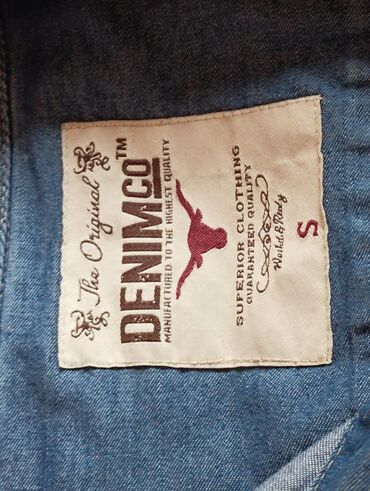 The Original
DENIMCO™
MANUFACTURED TO THE HIGHEST QUALITY
SUPERIOR CLOTHING
GUARANTEED QUALITY
S